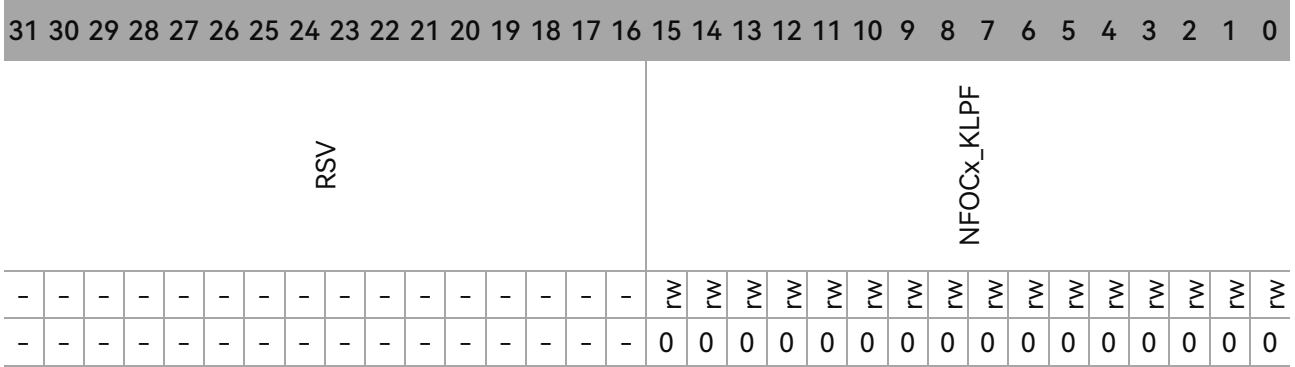 31 30 29 28 27 26 25 24 23 22 21 20 19 18 17 16 15 14 13 12 11 10 9 8 7 6 5 4 3 2 1 0
RSV NFOCx_KLPF
– – – – – – – – – – – – – – – – rw rw rw rw rw rw rw rw rw rw rw rw rw rw rw rw
– – – – – – – – – – – – – – – – 0 0 0 0 0 0 0 0 0 0 0 0 0 0 0 0